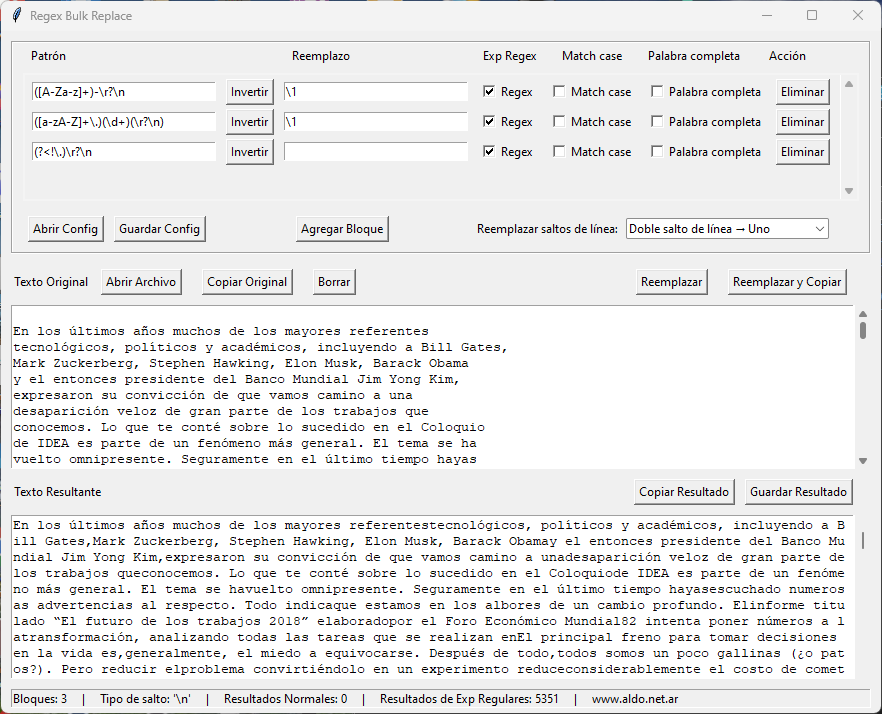 Regex Bulk Replace
Patrón Reemplazo Exp Regex Match case Palabra completa Acción
([A-Za-z]+)-\r?\n Invertir \1 Regex Match case Palabra completa Eliminar
([a-zA-Z]+\.)(\d+)(\r?\n) Invertir \1 Regex Match case Palabra completa Eliminar
(?<!\.)\r?\n Invertir Regex Match case Palabra completa Eliminar
Abrir Config Guardar Config Agregar Bloque Reemplazar saltos de línea: Doble salto de línea → Uno
Texto Original Abrir Archivo Copiar Original Borrar Reemplazar Reemplazar y Copiar
En los últimos años muchos de los mayores referentes
tecnológicos, políticos y académicos, incluyendo a Bill Gates,
Mark Zuckerberg, Stephen Hawking, Elon Musk, Barack Obama
y el entonces presidente del Banco Mundial Jim Yong Kim,
expresaron su convicción de que vamos camino a una
desaparición veloz de gran parte de los trabajos que
conocemos. Lo que te conté sobre lo sucedido en el Coloquio
de IDEA es parte de un fenómeno más general. El tema se ha
vuelto omnipresente. Seguramente en el último tiempo hayas
Texto Resultante Copiar Resultado Guardar Resultado
En los últimos años muchos de los mayores referentestecnológicos, políticos y académicos, incluyendo a B
ill Gates,Mark Zuckerberg, Stephen Hawking, Elon Musk, Barack Obamay el entonces presidente del Banco Mu
ndial Jim Yong Kim,expresaron su convicción de que vamos camino a unadesaparición veloz de gran parte de
los trabajos queconocemos. Lo que te conté sobre lo sucedido en el Coloquiode IDEA es parte de un fenóme
no más general. El tema se havuelto omnipresente. Seguramente en el último tiempo hayasescuchado numeros
as advertencias al respecto. Todo indicaque estamos en los albores de un cambio profundo. Elinforme titu
lado “El futuro de los trabajos 2018” elaboradopor el Foro Económico Mundial82 intenta poner números a l
atransformación, analizando todas las tareas que se realizan enEl principal freno para tomar decisiones
en la vida es,generalmente, el miedo a equivocarse. Después de todo,todos somos un poco gallinas (¿o pat
os?). Pero reducir elproblema convirtiéndolo en un experimento reduceconsiderablemente el costo de comet
Bloques: 3 | Tipo de salto: '\n' | Resultados Normales: 0 | Resultados de Exp Regulares: 5351 | www.aldo.net.ar